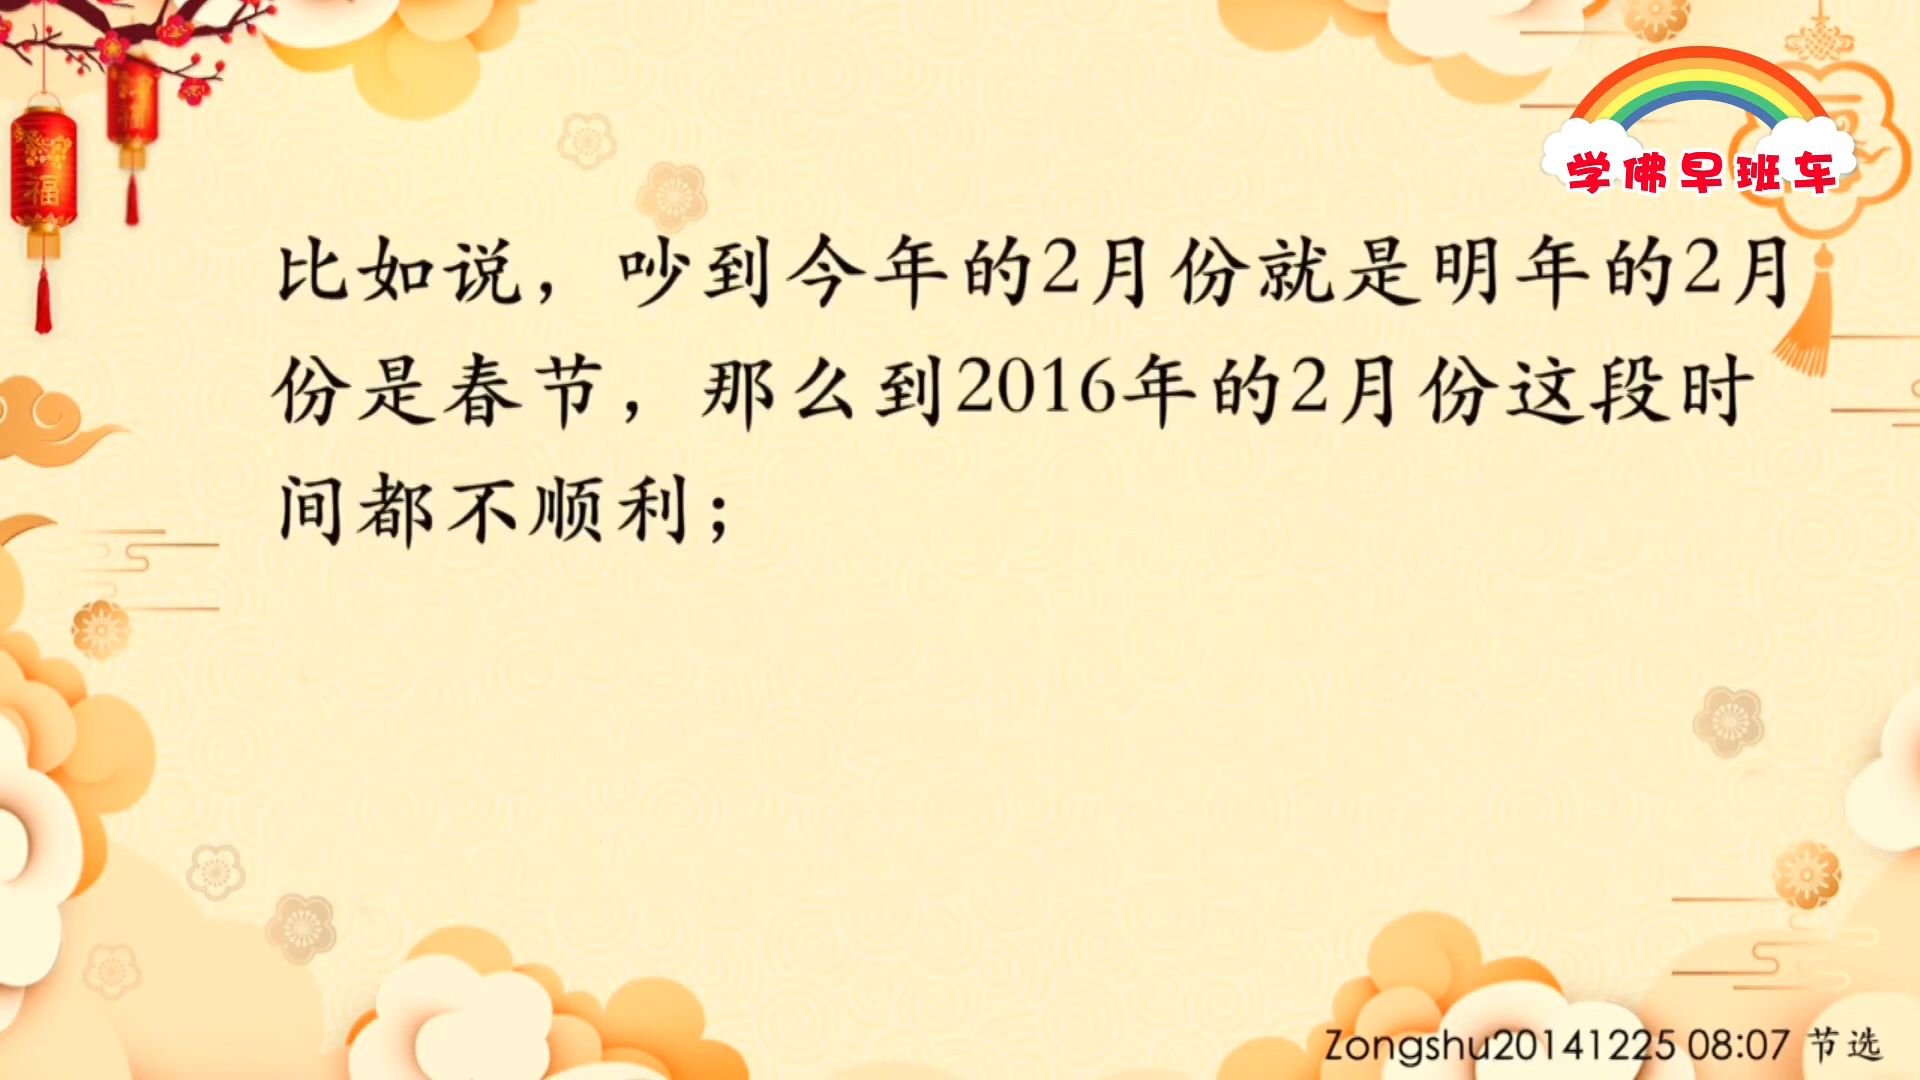 学佛早班车
比如说，吵到今年的2月份就是明年的2月
份是春节，那么到2016年的2月份这段时
间都不顺利；
福
Zongshu20141225 08:07 节选